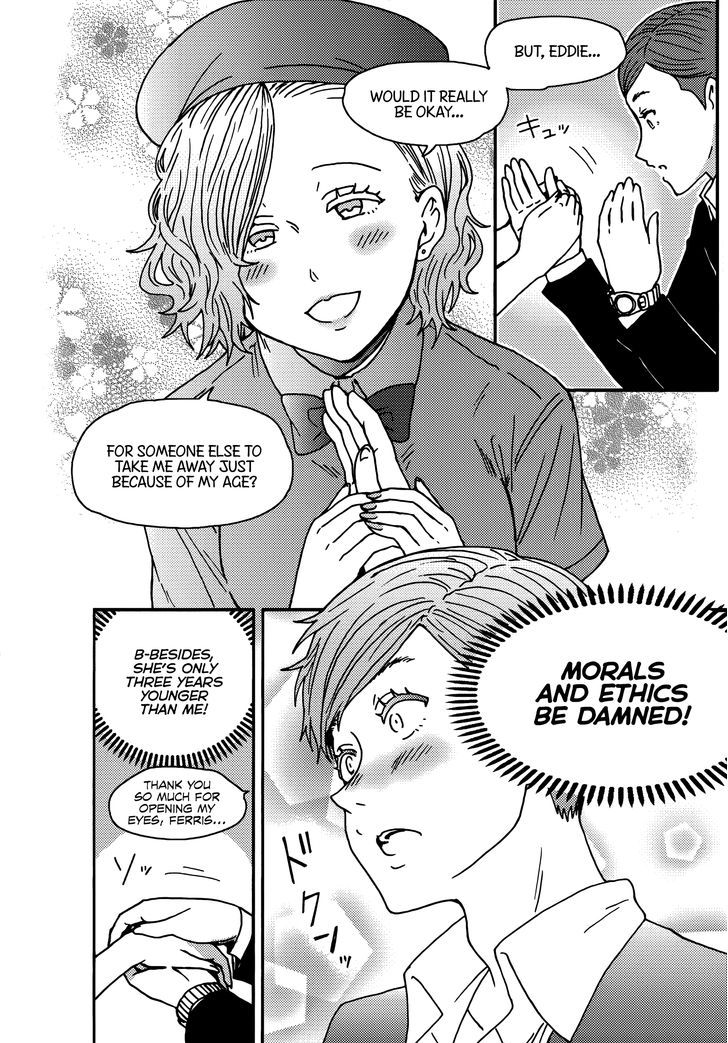 BUT, EDDIE...
キュッ
WOULD IT REALLY
BE OKAY...
FOR SOMEONE ELSE TO
TAKE ME AWAY JUST
BECAUSE OF MY AGE?
MORALS
AND ETHICS
BE DAMNED!
ドクンッ
B-BESIDES,
SHE'S ONLY
THREE YEARS
YOUNGER
THAN ME!
THANK YOU
SO MUCH FOR
OPENING MY
EYES, FERRIS...
ソッ